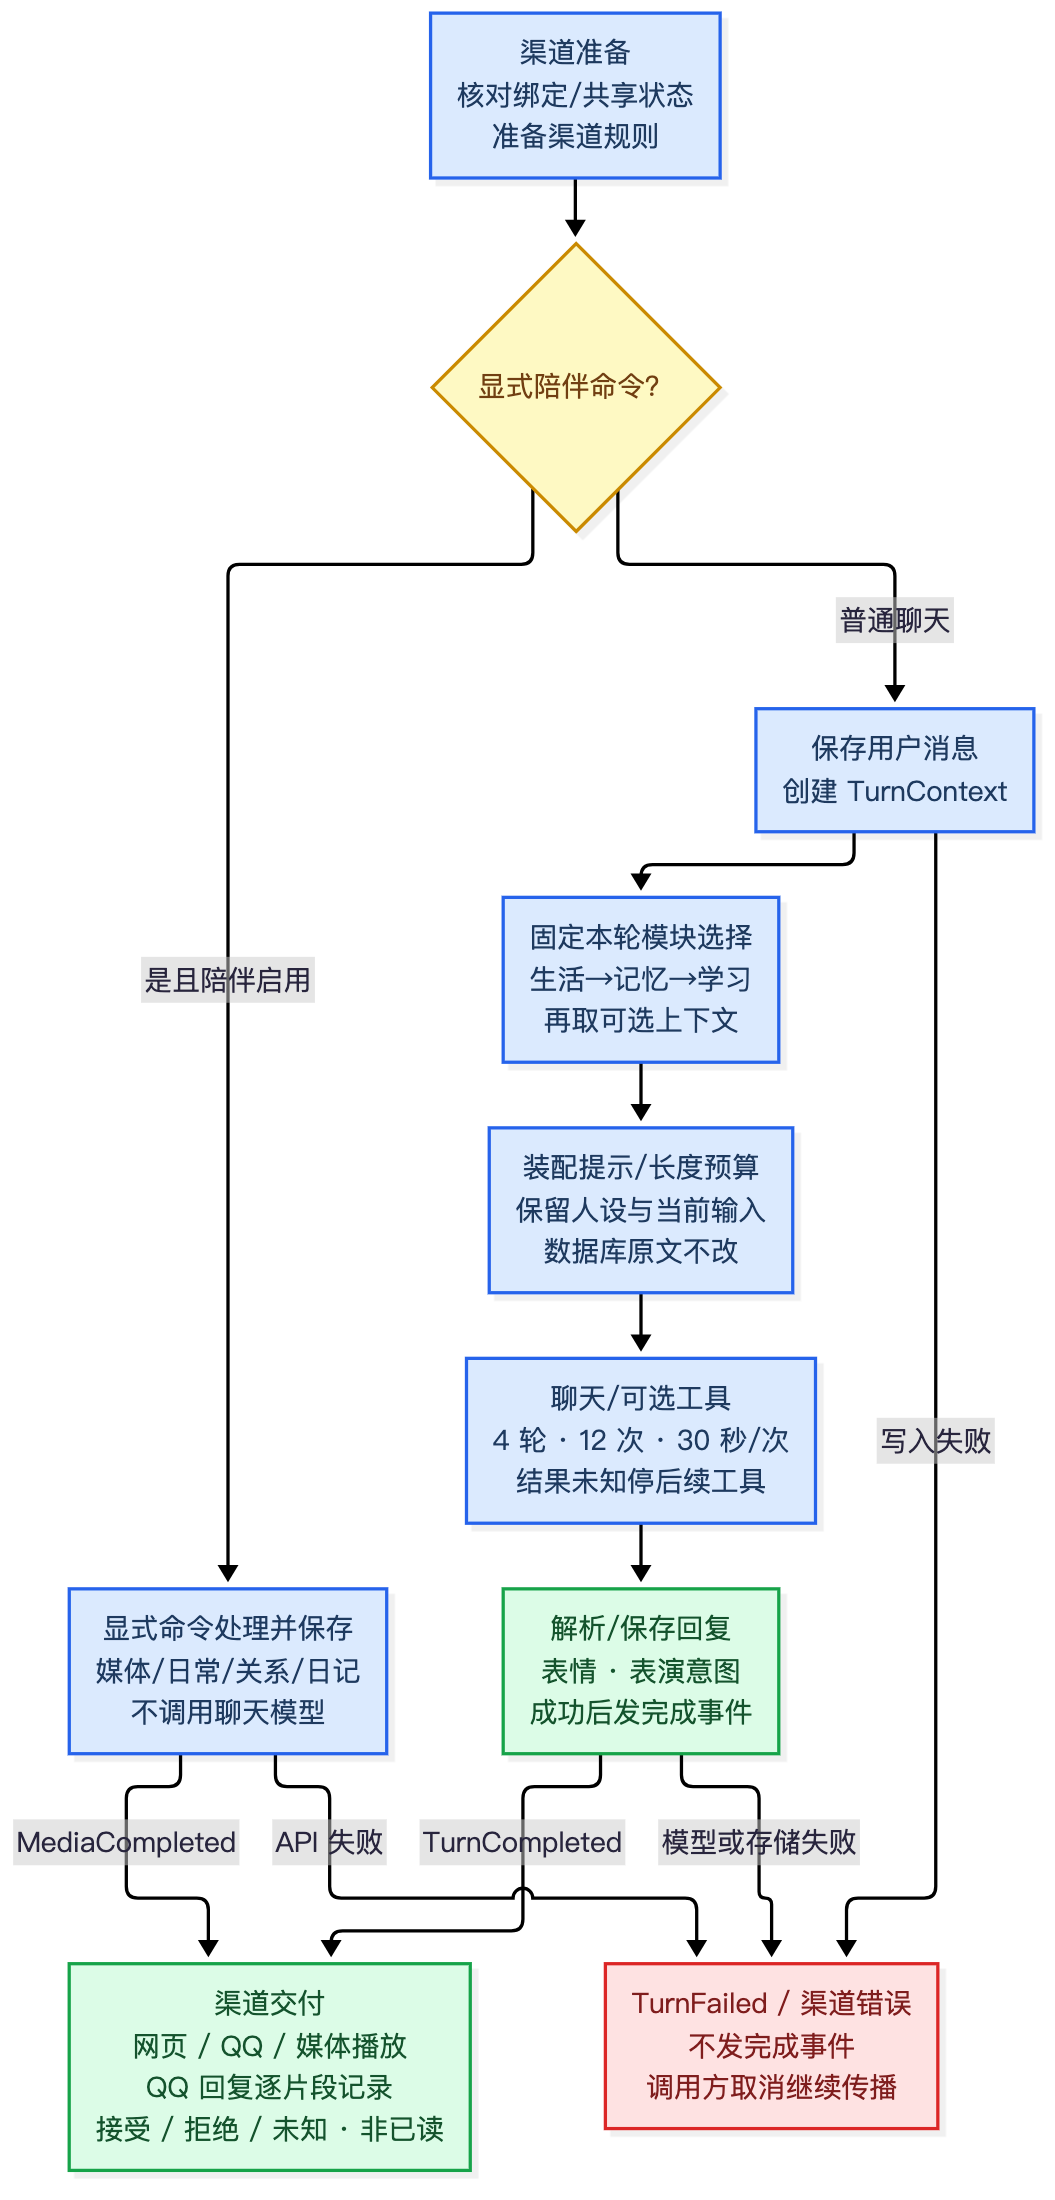 渠道准备
核对绑定/共享状态
准备渠道规则
显式陪伴命令?
普通聊天
保存用户消息
创建 TurnContext
固定本轮模块选择
生活→记忆→学习
再取可选上下文
是且陪伴启用
装配提示/长度预算
保留人设与当前输入
数据库原文不改
聊天/可选工具
4 轮 · 12 次 · 30 秒/次
结果未知停后续工具
写入失败
显式命令处理并保存
媒体/日常/关系/日记
不调用聊天模型
解析/保存回复
表情 · 表演意图
成功后发完成事件
MediaCompleted
API 失败
TurnCompleted
模型或存储失败
渠道交付
网页 / QQ / 媒体播放
QQ 回复逐片段记录
接受 / 拒绝 / 未知 · 非已读
TurnFailed / 渠道错误
不发完成事件
调用方取消继续传播